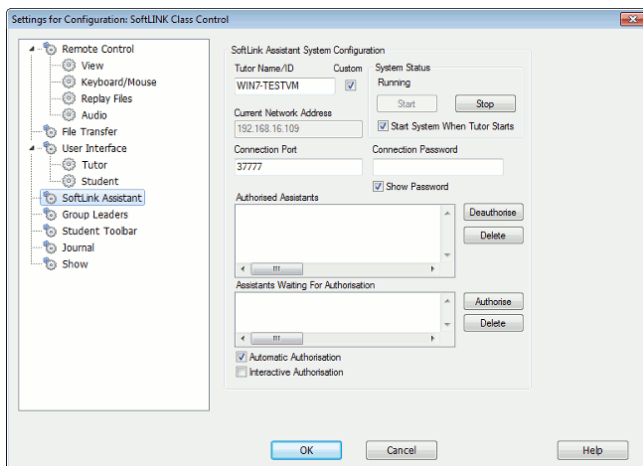 Settings for Configuration: SoftLINK Class Control
Remote Control
View
Keyboard/Mouse
Replay Files
Audio
File Transfer
User Interface
Tutor
Student
SoftLink Assistant
Group Leaders
Student Toolbar
Journal
Show
SoftLink Assistant System Configuration
Tutor Name/ID
Custom
WIN7-TESTVM
System Status
Running
Start
Stop
Start System When Tutor Starts
Current Network Address
192.168.16.109
Connection Port
Connection Password
37777
Show Password
Authorised Assistants
Deauthorise
Delete
Assistants Waiting For Authorisation
Authorise
Delete
Automatic Authorisation
Interactive Authorisation
OK
Cancel
Help